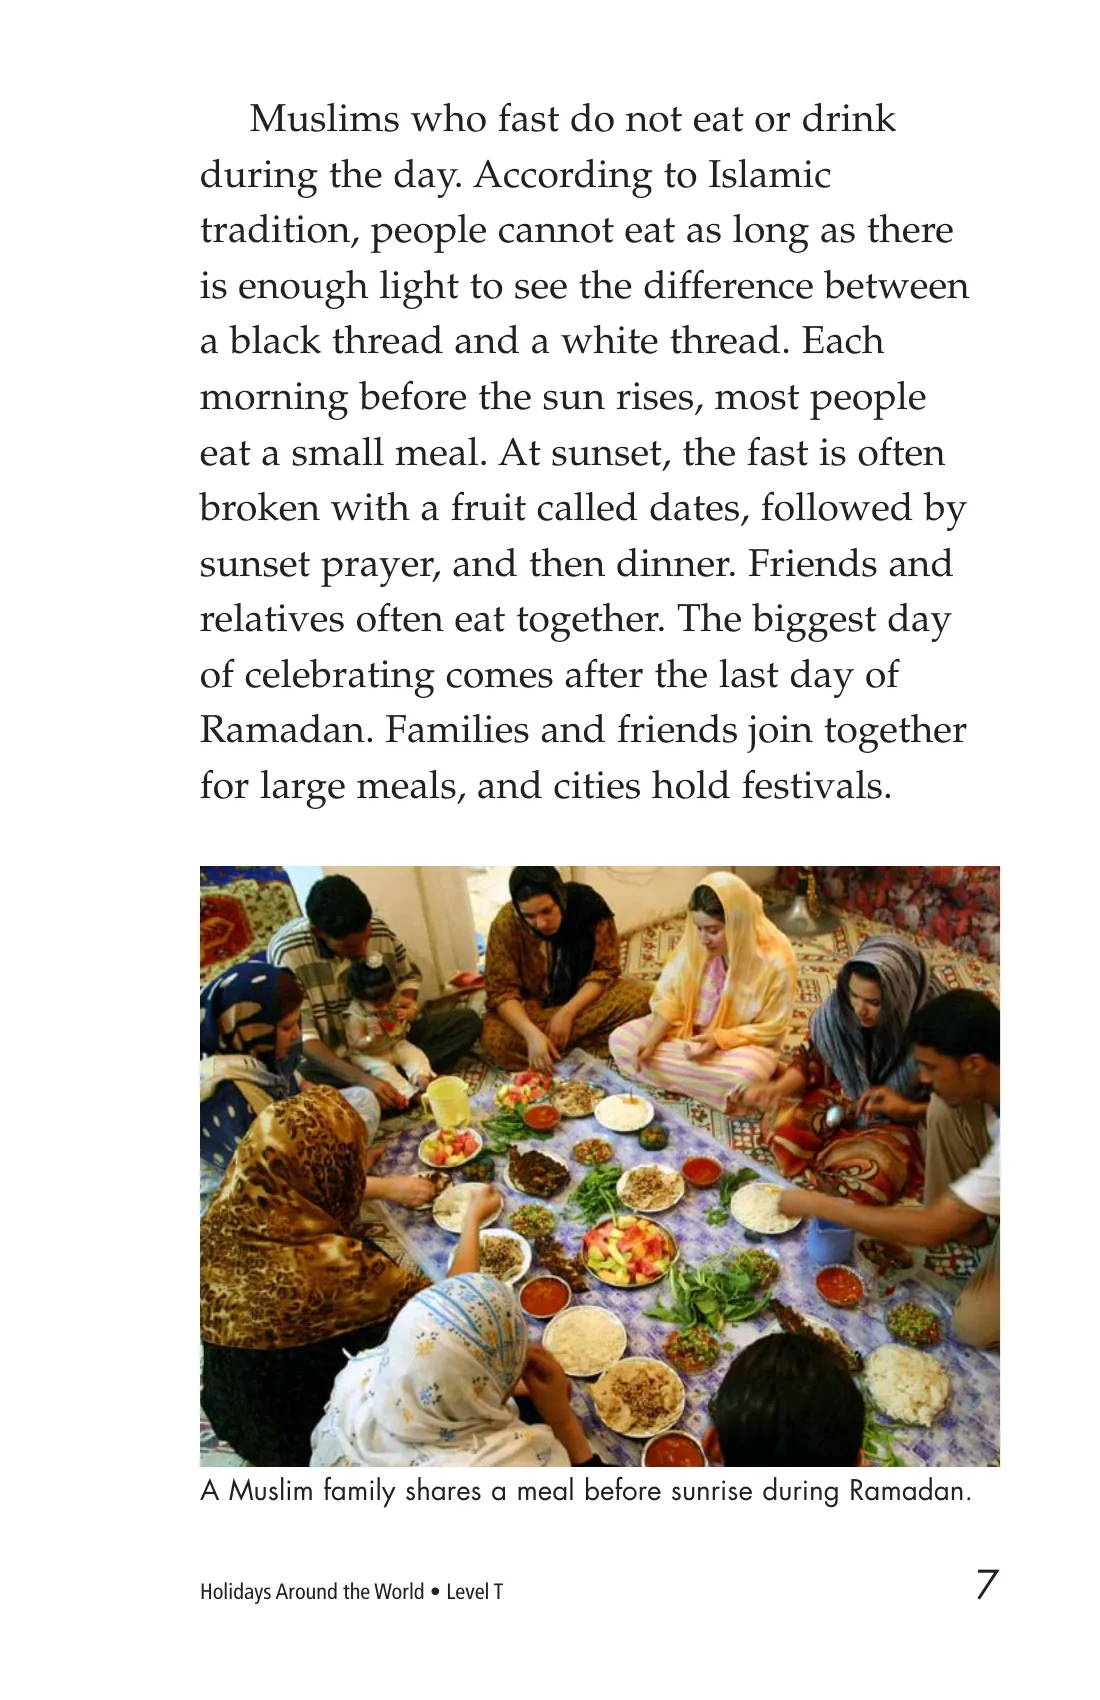 Muslims who fast do not eat or drink
during the day. According to Islamic
tradition, people cannot eat as long as there
is enough light to see the difference between
a black thread and a white thread. Each
morning before the sun rises, most people
eat a small meal. At sunset, the fast is often
broken with a fruit called dates, followed by
sunset prayer, and then dinner. Friends and
relatives often eat together. The biggest day
of celebrating comes after the last day of
Ramadan. Families and friends join together
for large meals, and cities hold festivals.
A Muslim family shares a meal before sunrise during Ramadan.
Holidays Around the World • Level T
7